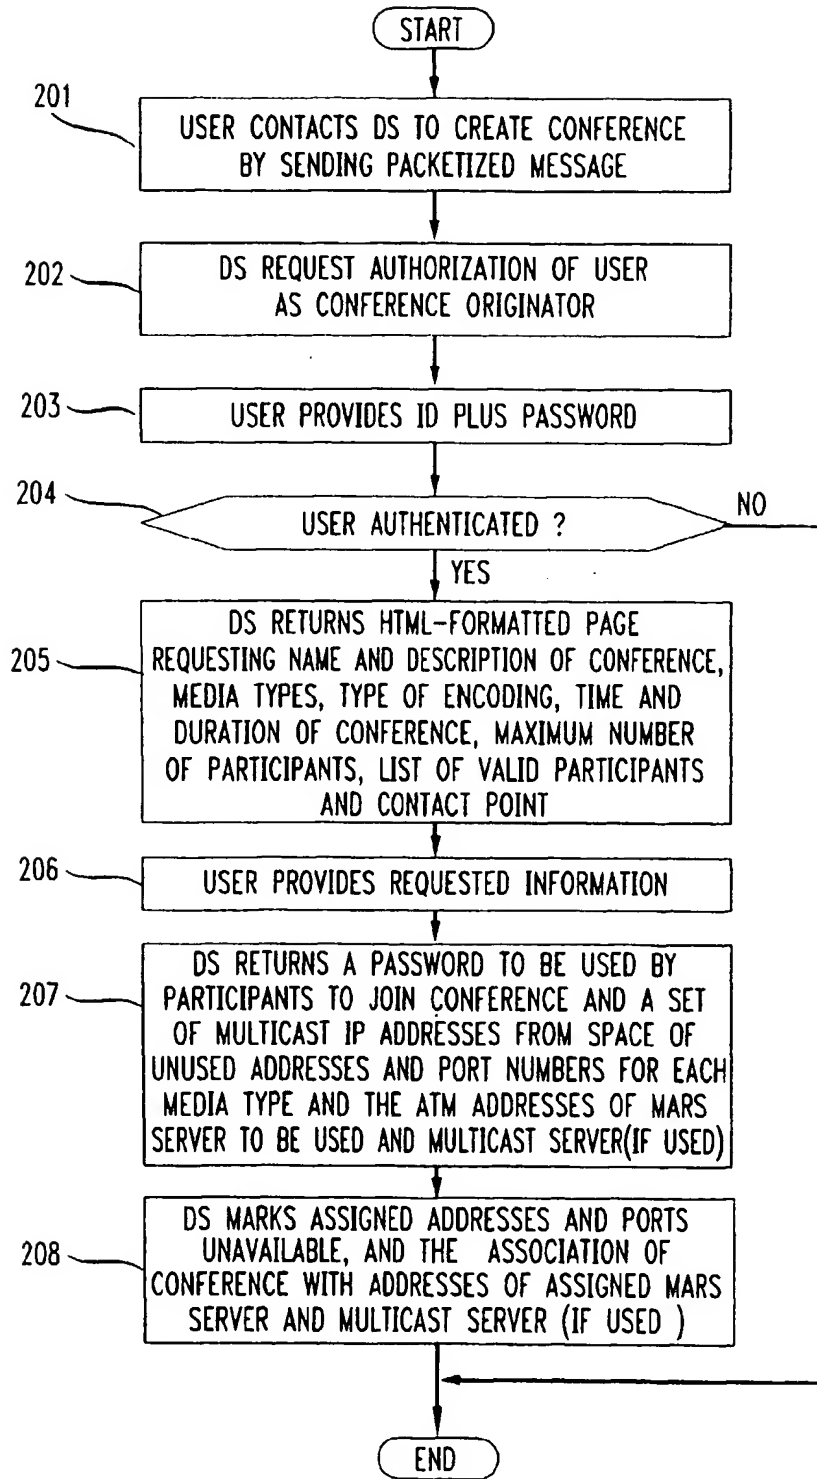 START
201
USER CONTACTS DS TO CREATE CONFERENCE
BY SENDING PACKETIZED MESSAGE
202
DS REQUEST AUTHORIZATION OF USER
AS CONFERENCE ORIGINATOR
203
USER PROVIDES ID PLUS PASSWORD
204
USER AUTHENTICATED ?
NO
YES
205
DS RETURNS HTML-FORMATTED PAGE
REQUESTING NAME AND DESCRIPTION OF CONFERENCE,
MEDIA TYPES, TYPE OF ENCODING, TIME AND
DURATION OF CONFERENCE, MAXIMUM NUMBER
OF PARTICIPANTS, LIST OF VALID PARTICIPANTS
AND CONTACT POINT
206
USER PROVIDES REQUESTED INFORMATION
207
DS RETURNS A PASSWORD TO BE USED BY
PARTICIPANTS TO JOIN CONFERENCE AND A SET
OF MULTICAST IP ADDRESSES FROM SPACE OF
UNUSED ADDRESSES AND PORT NUMBERS FOR EACH
MEDIA TYPE AND THE ATM ADDRESSES OF MARS
SERVER TO BE USED AND MULTICAST SERVER(IF USED)
208
DS MARKS ASSIGNED ADDRESSES AND PORTS
UNAVAILABLE, AND THE ASSOCIATION OF
CONFERENCE WITH ADDRESSES OF ASSIGNED MARS
SERVER AND MULTICAST SERVER (IF USED )
END